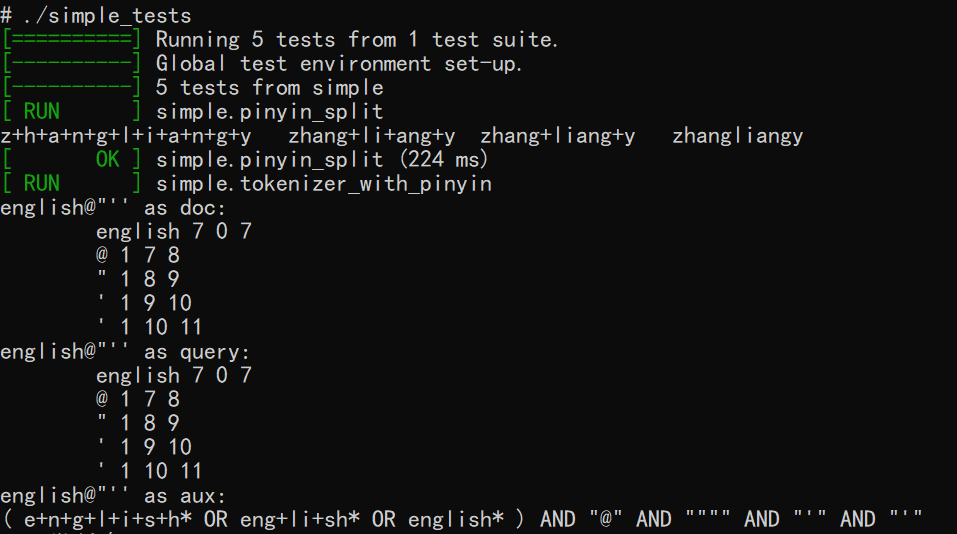 # ./simple_tests
[==========] Running 5 tests from 1 test suite.
[----------] Global test environment set-up.
[----------] 5 tests from simple
[ RUN      ] simple.pinyin_split
z+h+a+n+g+l+i+a+n+g+y   zhang+li+ang+y  zhang+liang+y   zhangliangy
[       OK ] simple.pinyin_split (224 ms)
[ RUN      ] simple.tokenizer_with_pinyin
english@"'' as doc:
        english 7 0 7
        @ 1 7 8
        " 1 8 9
        ' 1 9 10
        ' 1 10 11
english@"'' as query:
        english 7 0 7
        @ 1 7 8
        " 1 8 9
        ' 1 9 10
        ' 1 10 11
english@"'' as aux:
( e+n+g+l+i+s+h* OR eng+li+sh* OR english* ) AND "@" AND """" AND "'" AND "'"